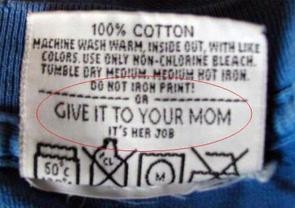 100% COTTON
MACHINE WASH WARM, INSIDE OUT, WITH LIKE
COLORS. USE ONLY NON-CHLORINE BLEACH.
TUMBLE DRY MEDIUM. MEDIUM HOT IRON.
DO NOT IRON PRINT!
OR
GIVE IT TO YOUR MOM
IT'S HER JOB
50°C
CL
M